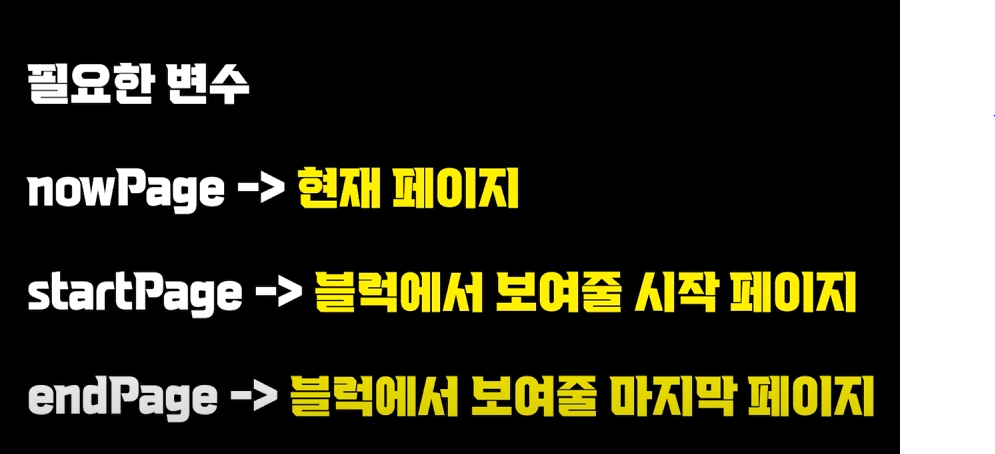 필요한 변수
nowPage -> 현재 페이지
startPage -> 블럭에서 보여줄 시작 페이지
endPage -> 블럭에서 보여줄 마지막 페이지